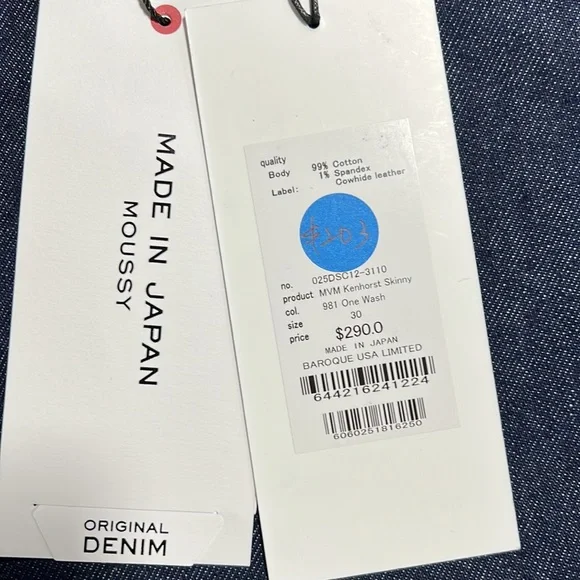 MADE IN JAPAN
MOUSSY
ORIGINAL
DENIM
quality
Body 99% Cotton
1% Spandex
Label: Cowhide leather
$203
no. 025DSC12-3110
product MVM Kenhorst Skinny
col. 981 One Wash
size 30
price $290.0
MADE IN JAPAN
BAROQUE USA LIMITED
644216241224
6060251816250